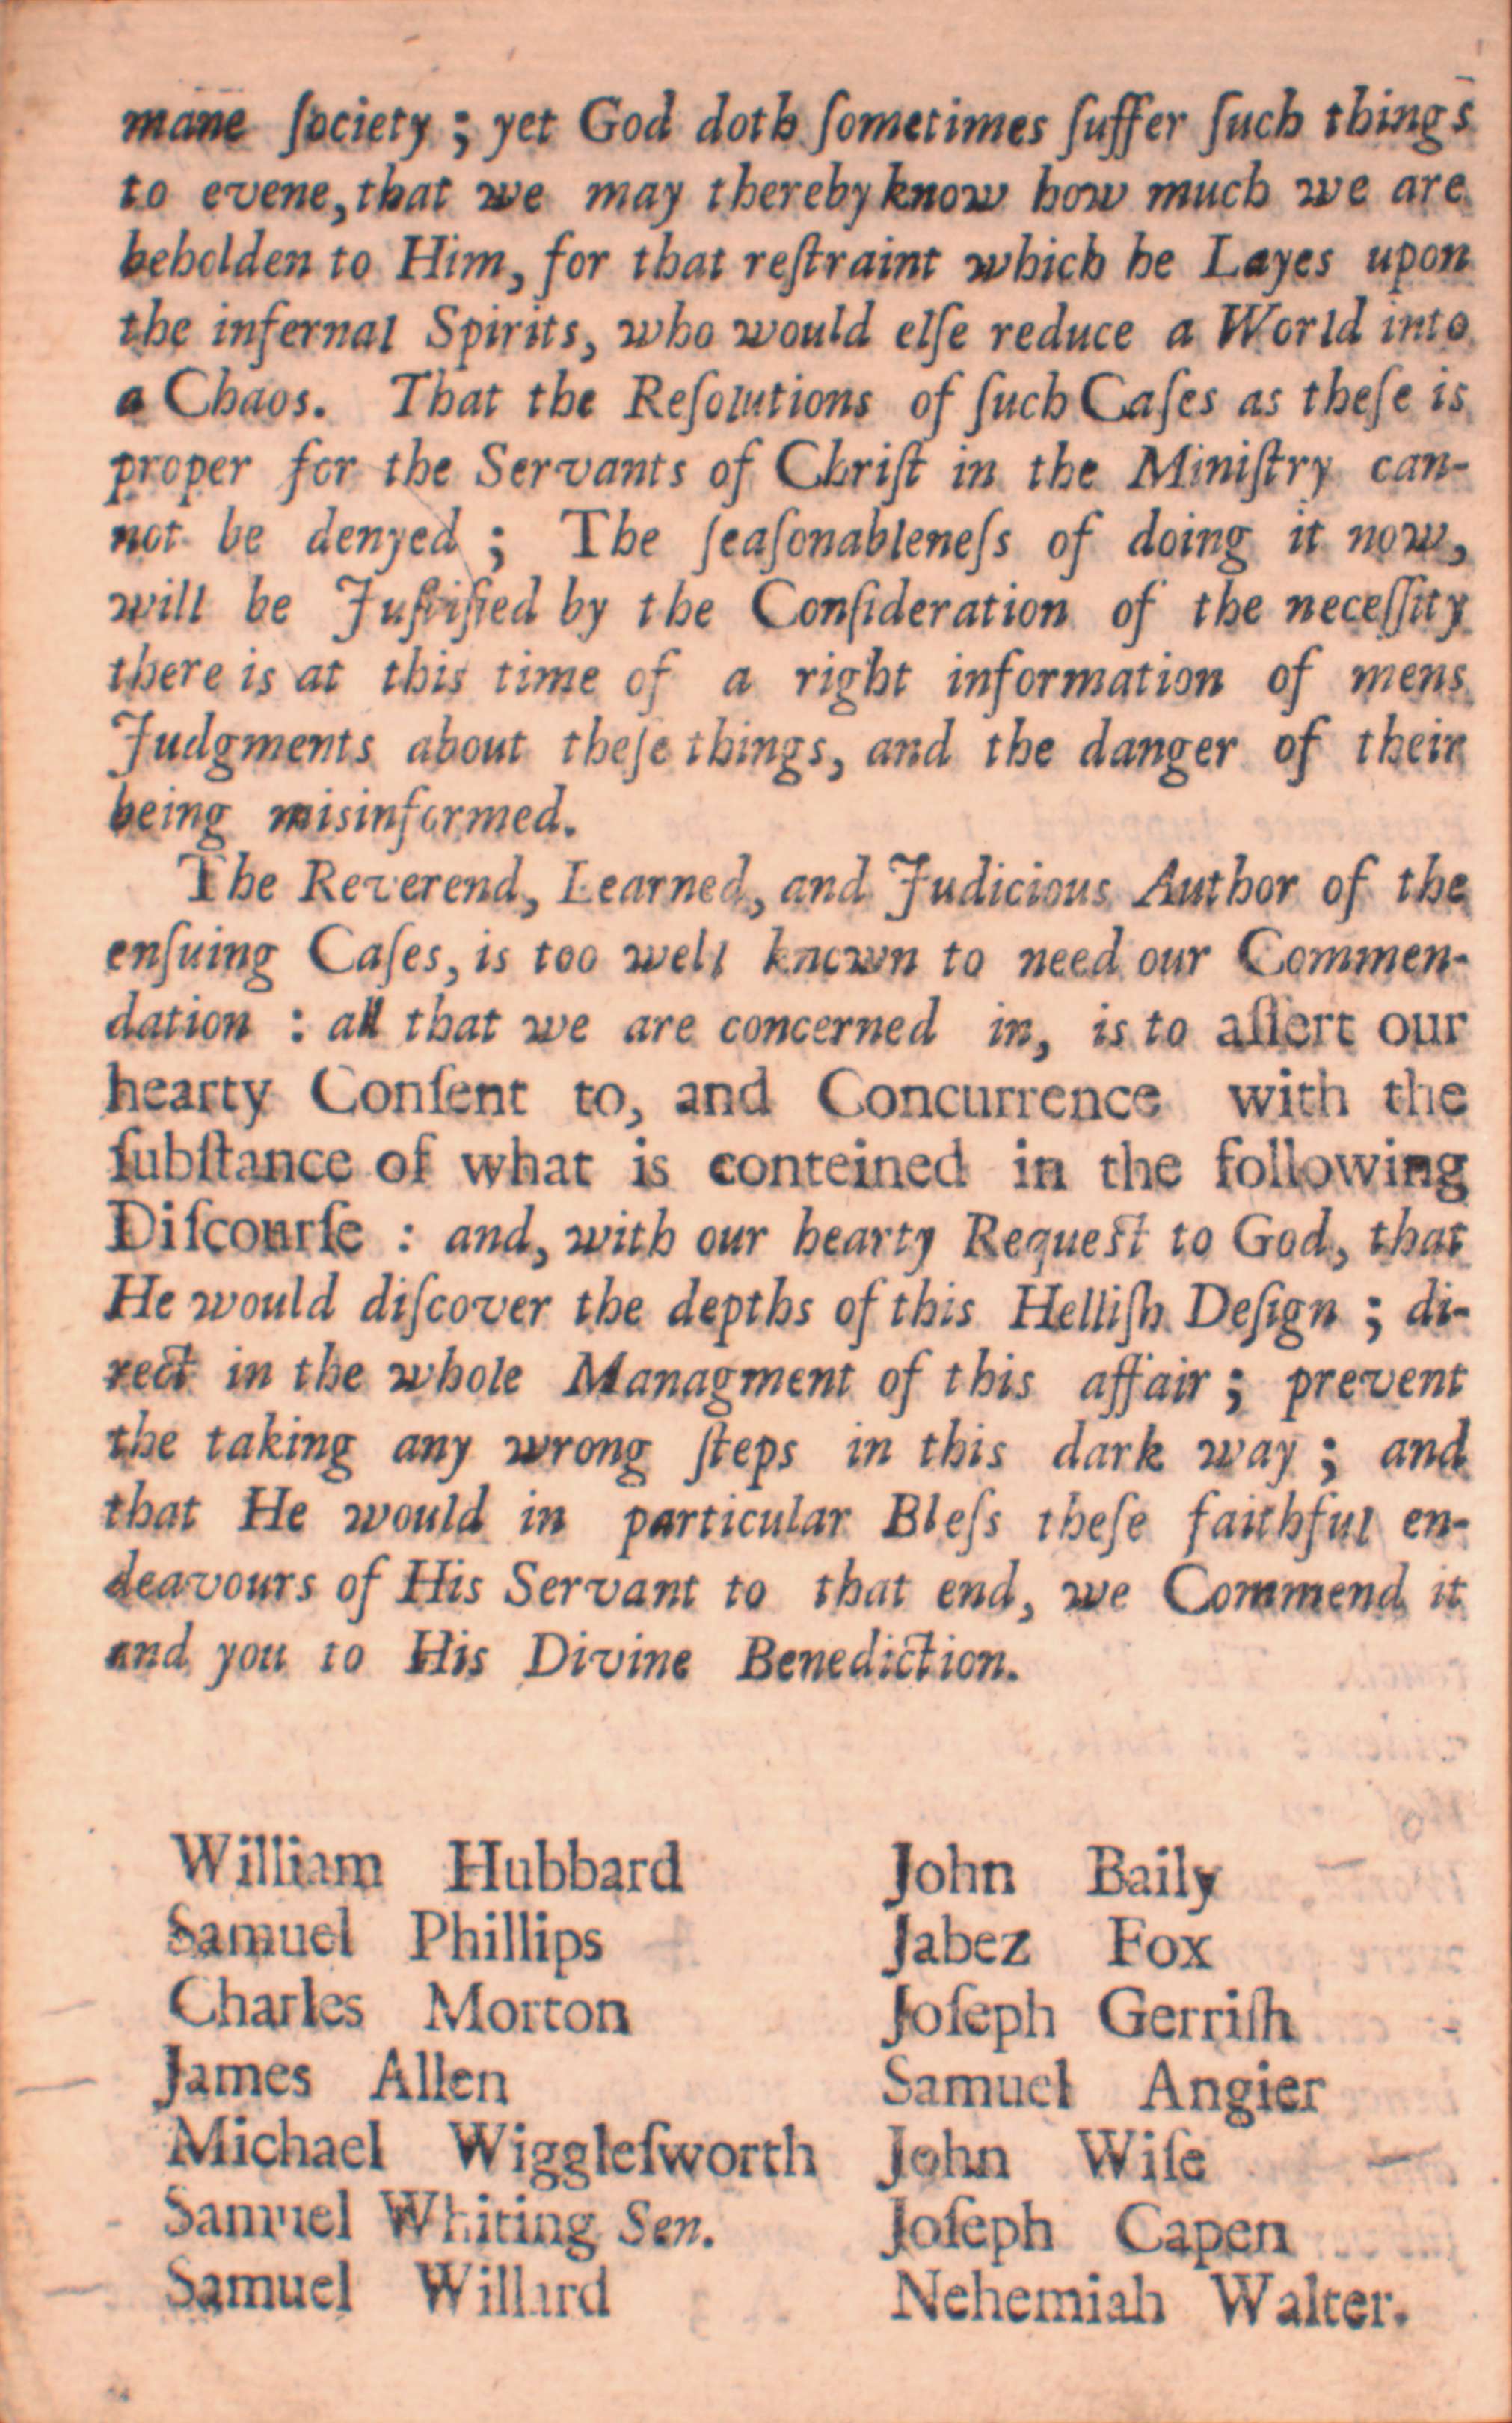 mane ſociety ; yet God doth ſometimes ſuffer ſuch things
to evene, that we may thereby know how much we are
beholden to Him, for that reſtraint which he Layes upon
the infernal Spirits, who would elſe reduce a World into
a Chaos. That the Reſolutions of ſuch Caſes as theſe is
proper for the Servants of Chriſt in the Miniſtry can-
not be denyed ; The ſeaſonableneſs of doing it now,
will be Juſtified by the Conſideration of the neceſſity
there is at this time of a right information of mens
Judgments about theſe things, and the danger of their
being misinformed.
The Reverend, Learned, and Judicious Author of the
enſuing Caſes, is too well known to need our Commen-
dation : all that we are concerned in, is to aſſert our
hearty Conſent to, and Concurrence with the
ſubſtance of what is conteined in the following
Diſcourſe : and, with our hearty Requeſt to God, that
He would diſcover the depths of this Helliſh Deſign ; di-
rect in the whole Managment of this affair ; prevent
the taking any wrong ſteps in this dark way ; and
that He would in particular Bleſs theſe faithful en-
deavours of His Servant to that end, we Commend it
and you to His Divine Benediction.
William Hubbard
Samuel Phillips
Charles Morton
James Allen
Michael Wiggleſworth
Samuel Whiting Sen.
Samuel Willard
John Baily
Jabez Fox
Joſeph Gerriſh
Samuel Angier
John Wiſe
Joſeph Capen
Nehemiah Walter.